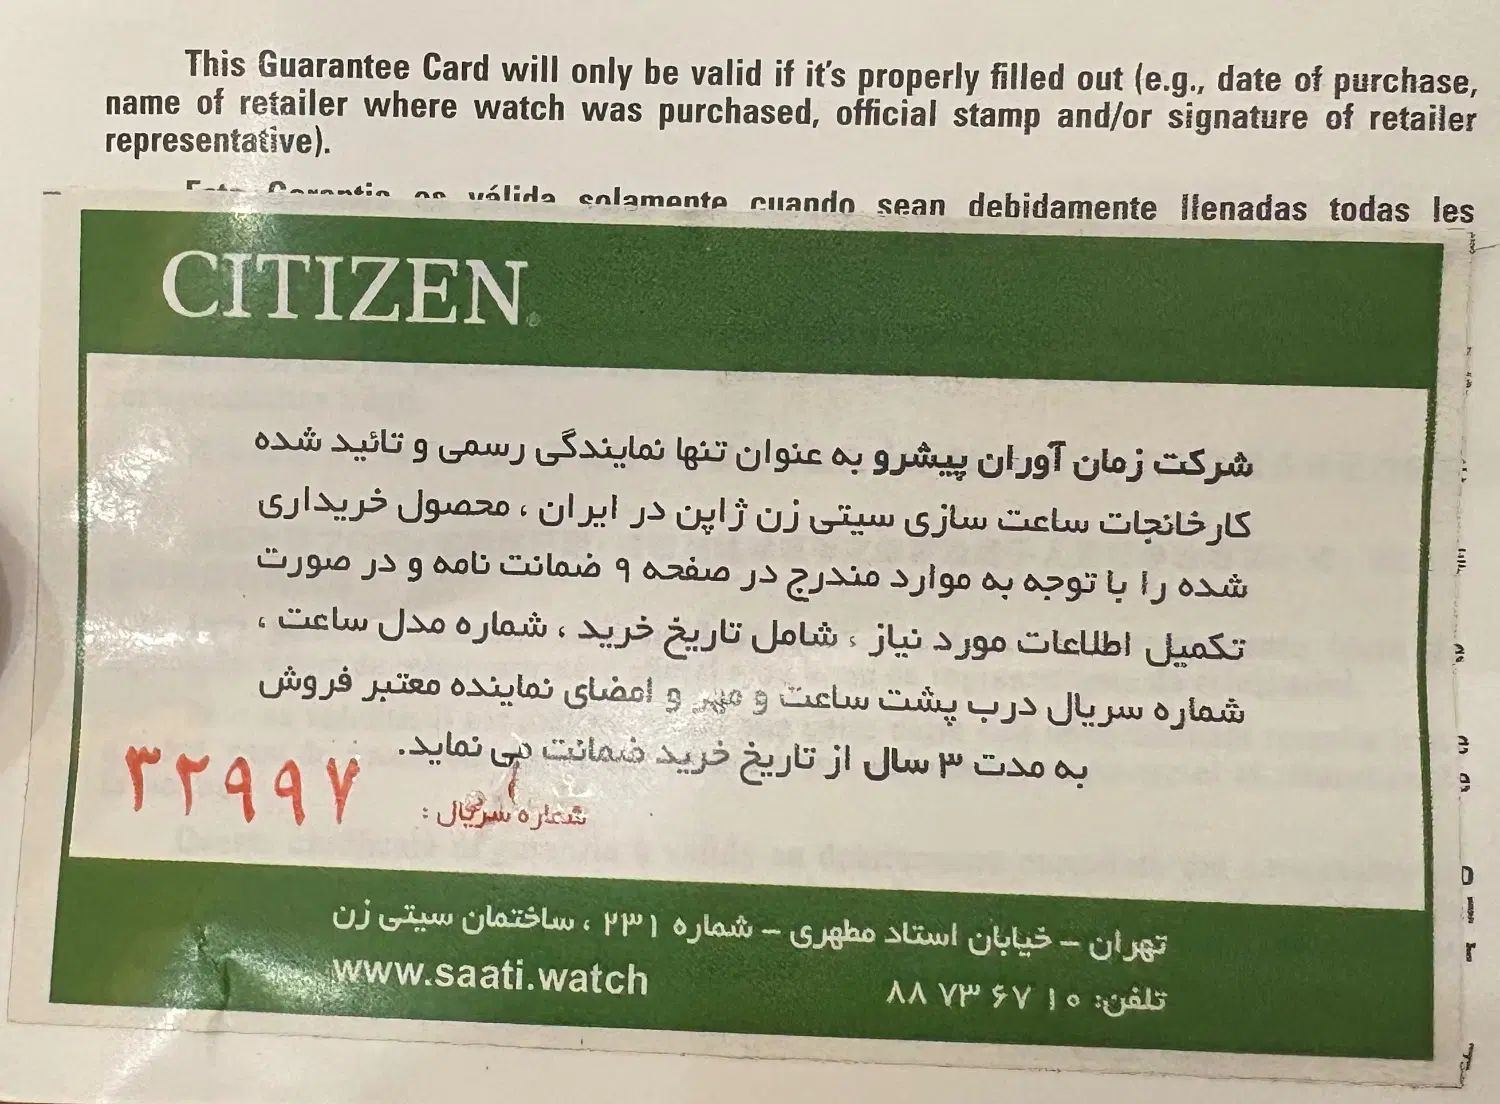 This Guarantee Card will only be valid if it's properly filled out (e.g., date of purchase,
name of retailer where watch was purchased, official stamp and/or signature of retailer
representative).
Esta Garantia es válida solamente cuando sean debidamente llenadas todas les
CITIZEN
شرکت زمان آوران پیشرو به عنوان تنها نمایندگی رسمی و تائید شده
کارخانجات ساعت سازی سیتی زن ژاپن در ایران ، محصول خریداری
شده را با توجه به موارد مندرج در صفحه ۹ ضمانت نامه و در صورت
تکمیل اطلاعات مورد نیاز ، شامل تاریخ خرید ، شماره مدل ساعت ،
شماره سریال درب پشت ساعت و مهر و امضای نماینده معتبر فروش
به مدت ۳ سال از تاریخ خرید ضمانت می نماید.
شماره سریال : ۳۲۹۹۷
تهران – خیابان استاد مطهری – شماره ۲۳۱ ، ساختمان سیتی زن
تلفن: ۸۸ ۷۳ ۶۷ ۱۰ www.saati.watch